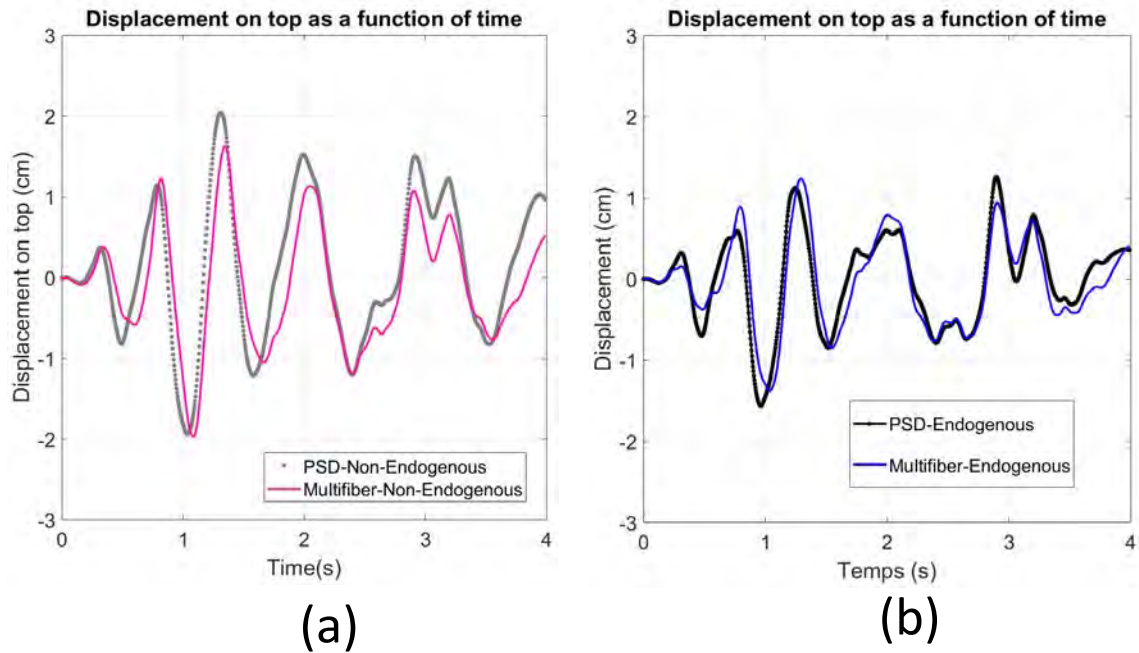 Displacement on top as a function of time
3
2
1
0
-1
-2
-3
Displacement on top (cm)
PSD-Non-Endogenous
Multifiber-Non-Endogenous
0 1 2 3 4
Time(s)
(a)
Displacement on top as a function of time
3
2
1
0
-1
-2
-3
Displacement (cm)
PSD-Endogenous
Multifiber-Endogenous
0 1 2 3 4
Temps (s)
(b)